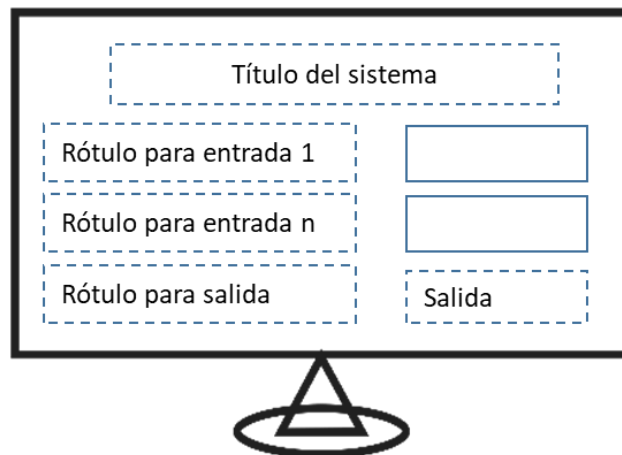 Título del sistema
Rótulo para entrada 1
Rótulo para entrada n
Rótulo para salida
Salida